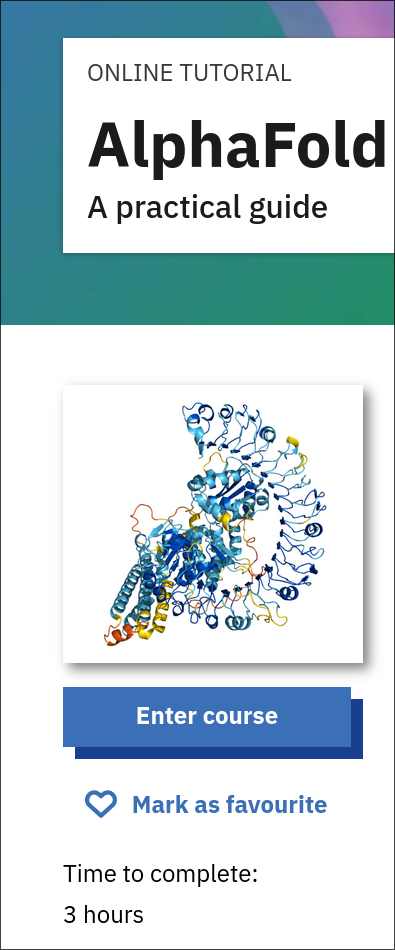 ONLINE TUTORIAL
AlphaFold
A practical guide
Enter course
Mark as favourite
Time to complete:
3 hours